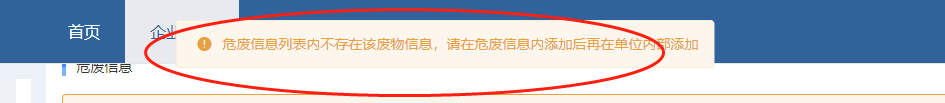 首页
企业
危废信息列表内不存在该废物信息，请在危废信息内添加后再在单位内部添加
危废信息